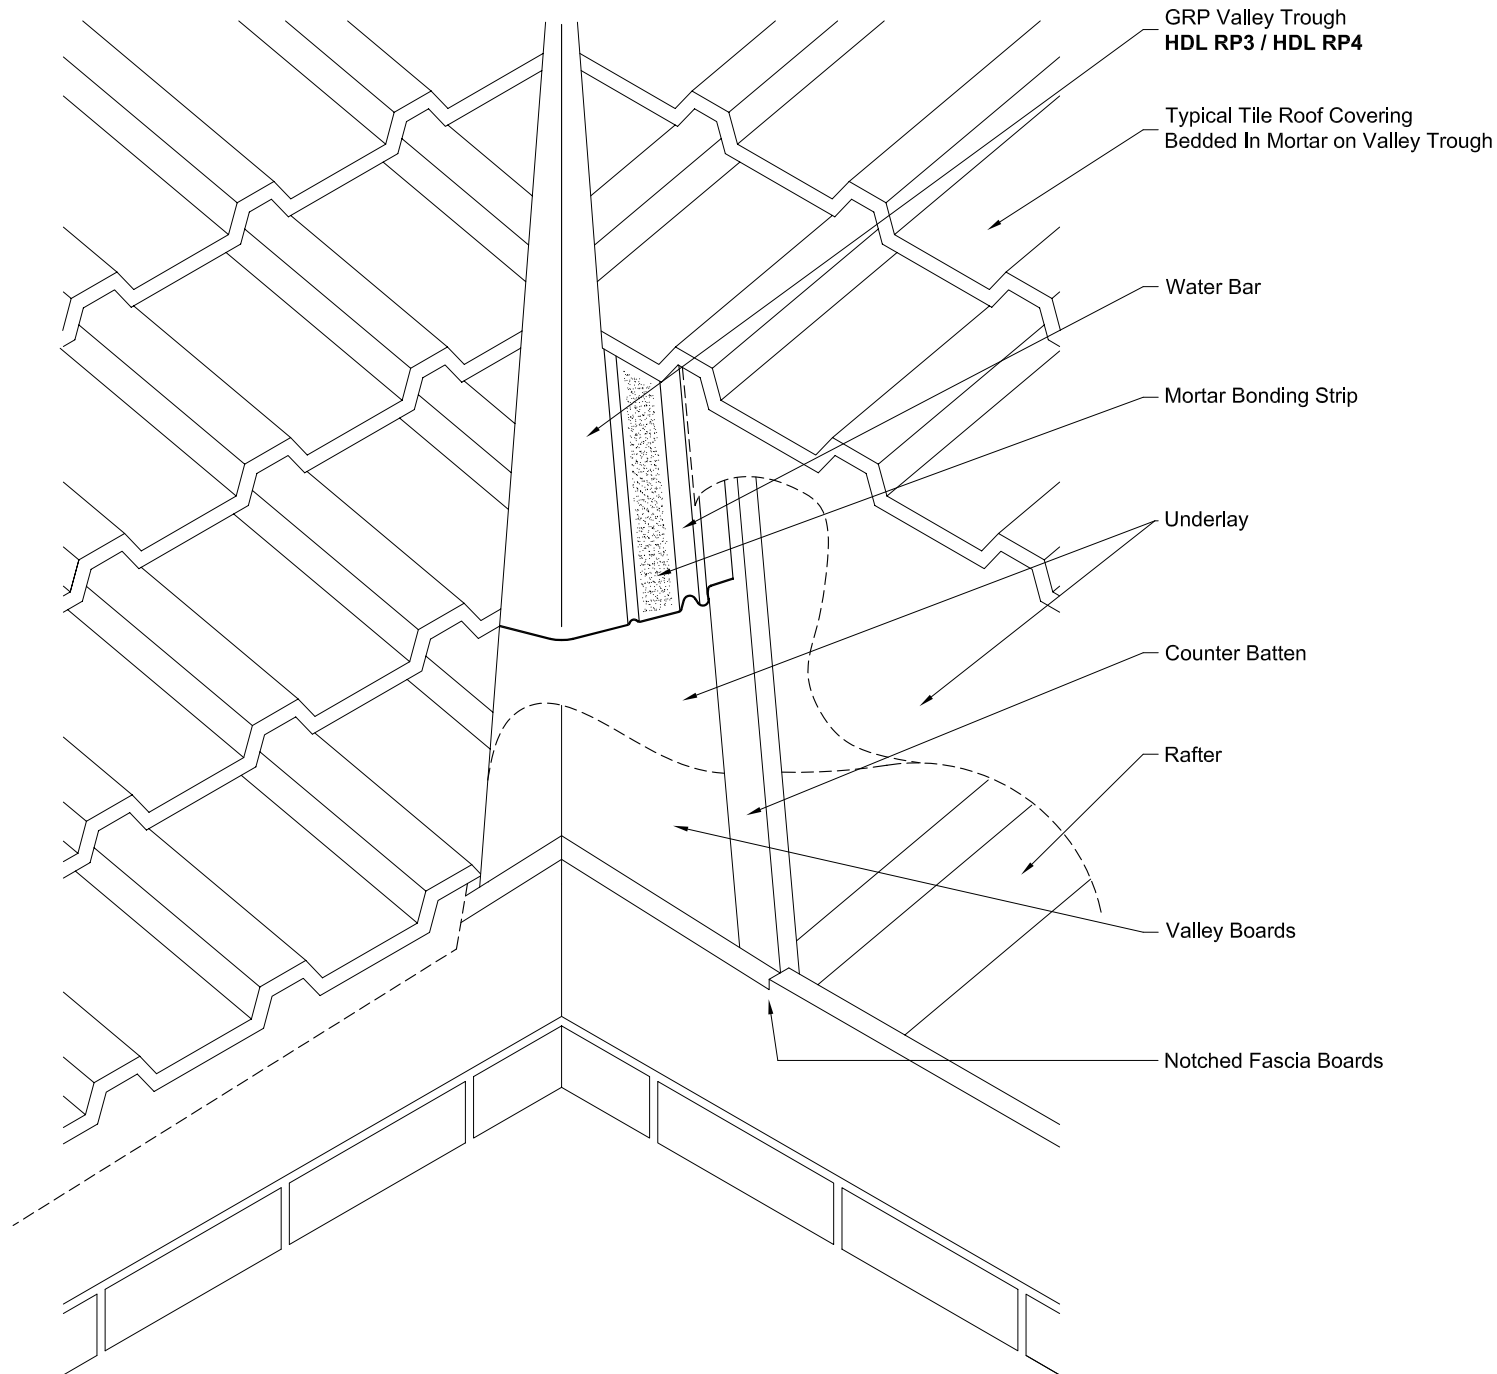 GRP Valley Trough
HDL RP3 / HDL RP4
Typical Tile Roof Covering
Bedded In Mortar on Valley Trough
Water Bar
Mortar Bonding Strip
Underlay
Counter Batten
Rafter
Valley Boards
Notched Fascia Boards